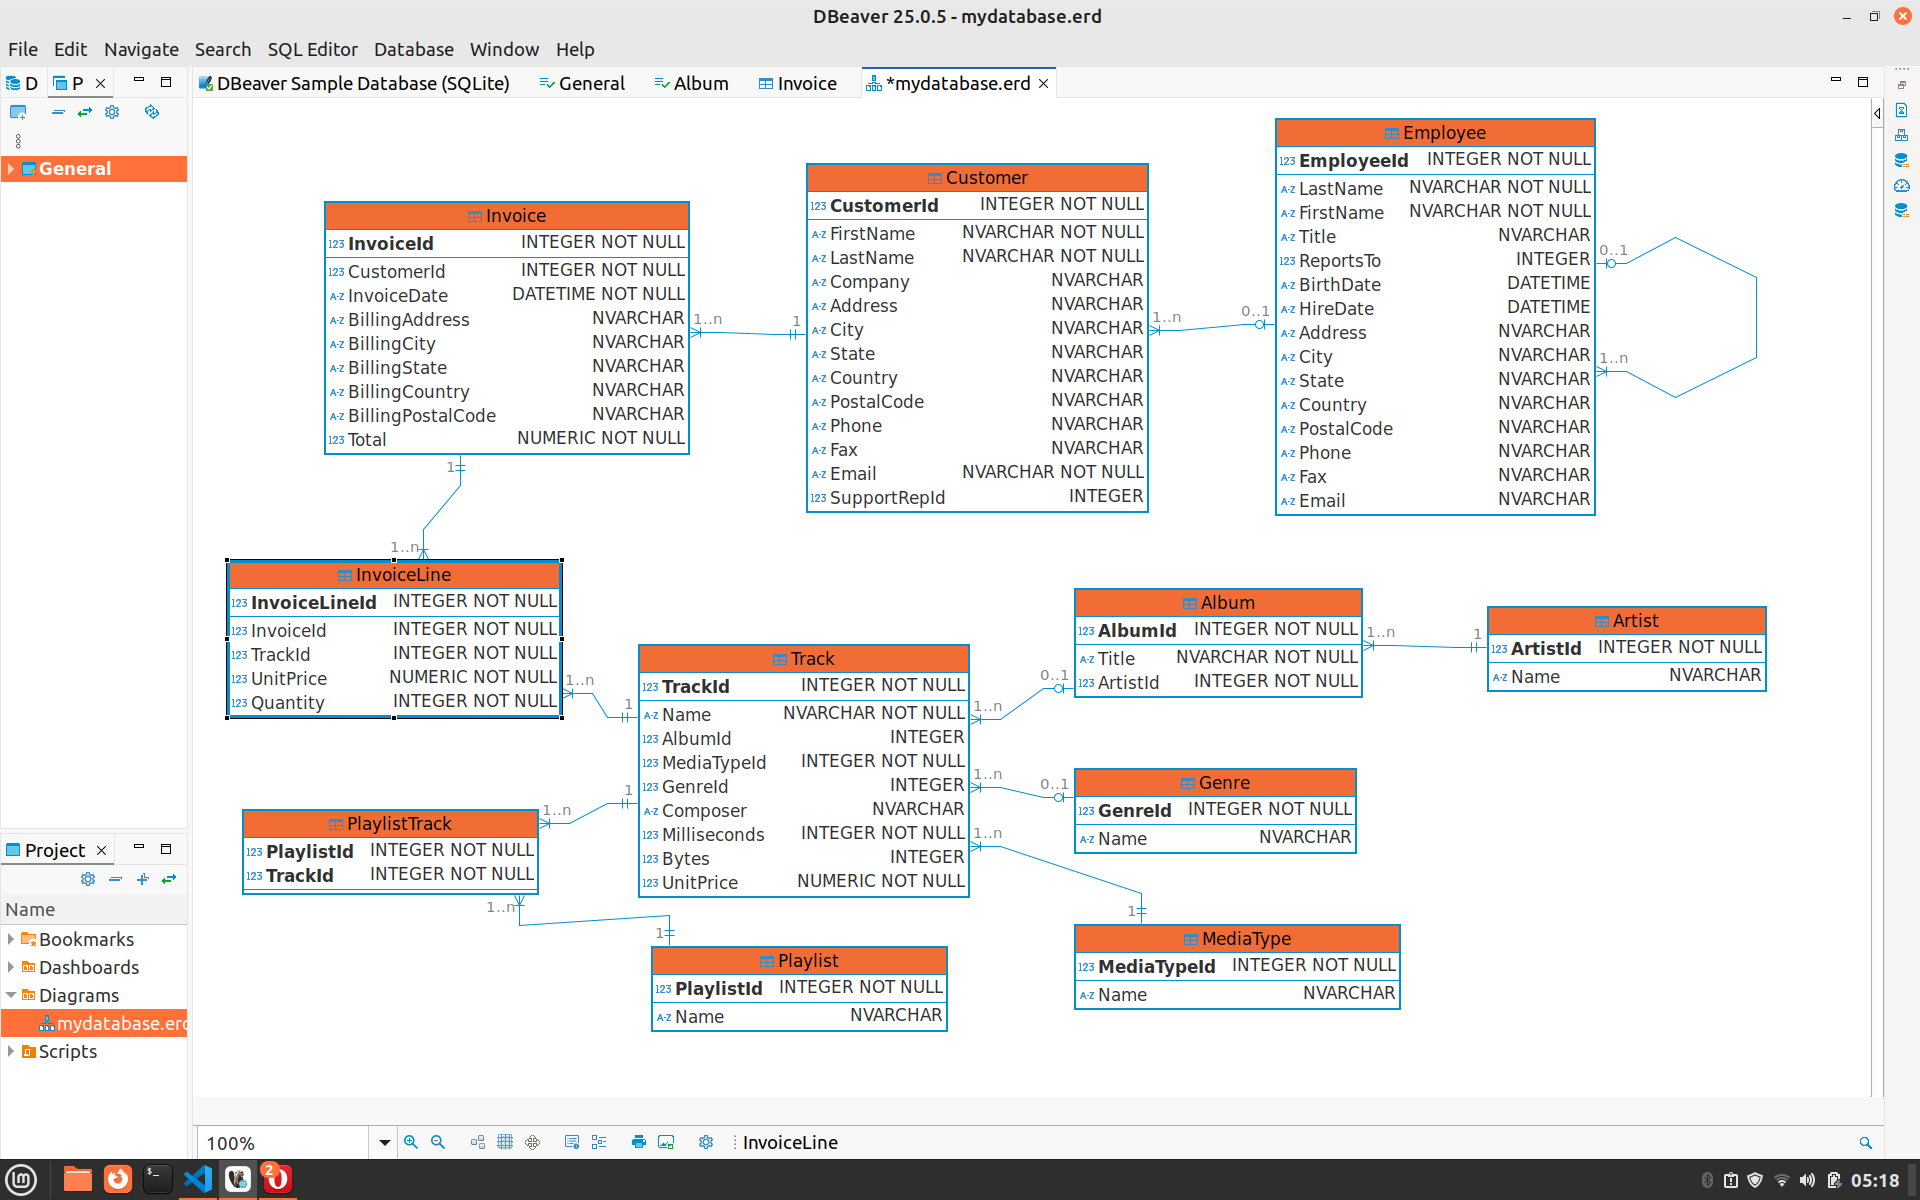 DBeaver 25.0.5 - mydatabase.erd
File Edit Navigate Search SQL Editor Database Window Help
D P
DBeaver Sample Database (SQLite) General Album Invoice *mydatabase.erd
General
Invoice
123 InvoiceId INTEGER NOT NULL
123 CustomerId INTEGER NOT NULL
A-Z InvoiceDate DATETIME NOT NULL
A-Z BillingAddress NVARCHAR
A-Z BillingCity NVARCHAR
A-Z BillingState NVARCHAR
A-Z BillingCountry NVARCHAR
A-Z BillingPostalCode NVARCHAR
123 Total NUMERIC NOT NULL
1..n 1
Customer
123 CustomerId INTEGER NOT NULL
A-Z FirstName NVARCHAR NOT NULL
A-Z LastName NVARCHAR NOT NULL
A-Z Company NVARCHAR
A-Z Address NVARCHAR
A-Z City NVARCHAR
A-Z State NVARCHAR
A-Z Country NVARCHAR
A-Z PostalCode NVARCHAR
A-Z Phone NVARCHAR
A-Z Fax NVARCHAR
A-Z Email NVARCHAR NOT NULL
123 SupportRepId INTEGER
1..n 0..1
Employee
123 EmployeeId INTEGER NOT NULL
A-Z LastName NVARCHAR NOT NULL
A-Z FirstName NVARCHAR NOT NULL
A-Z Title NVARCHAR
123 ReportsTo INTEGER
A-Z BirthDate DATETIME
A-Z HireDate DATETIME
A-Z Address NVARCHAR
A-Z City NVARCHAR
A-Z State NVARCHAR
A-Z Country NVARCHAR
A-Z PostalCode NVARCHAR
A-Z Phone NVARCHAR
A-Z Fax NVARCHAR
A-Z Email NVARCHAR
0..1
1..n
1
1..n
InvoiceLine
123 InvoiceLineId INTEGER NOT NULL
123 InvoiceId INTEGER NOT NULL
123 TrackId INTEGER NOT NULL
123 UnitPrice NUMERIC NOT NULL
123 Quantity INTEGER NOT NULL
1..n
1
Track
123 TrackId INTEGER NOT NULL
A-Z Name NVARCHAR NOT NULL
123 AlbumId INTEGER
123 MediaTypeId INTEGER NOT NULL
123 GenreId INTEGER
A-Z Composer NVARCHAR
123 Milliseconds INTEGER NOT NULL
123 Bytes INTEGER
123 UnitPrice NUMERIC NOT NULL
0..1
1..n
Album
123 AlbumId INTEGER NOT NULL
A-Z Title NVARCHAR NOT NULL
123 ArtistId INTEGER NOT NULL
1..n 1
Artist
123 ArtistId INTEGER NOT NULL
A-Z Name NVARCHAR
1..n
0..1
Genre
123 GenreId INTEGER NOT NULL
A-Z Name NVARCHAR
1..n
1
MediaType
123 MediaTypeId INTEGER NOT NULL
A-Z Name NVARCHAR
1
1..n
PlaylistTrack
123 PlaylistId INTEGER NOT NULL
123 TrackId INTEGER NOT NULL
1..n
1
Playlist
123 PlaylistId INTEGER NOT NULL
A-Z Name NVARCHAR
Project
Name
Bookmarks
Dashboards
Diagrams
mydatabase.erd
Scripts
100% InvoiceLine
2
05:18